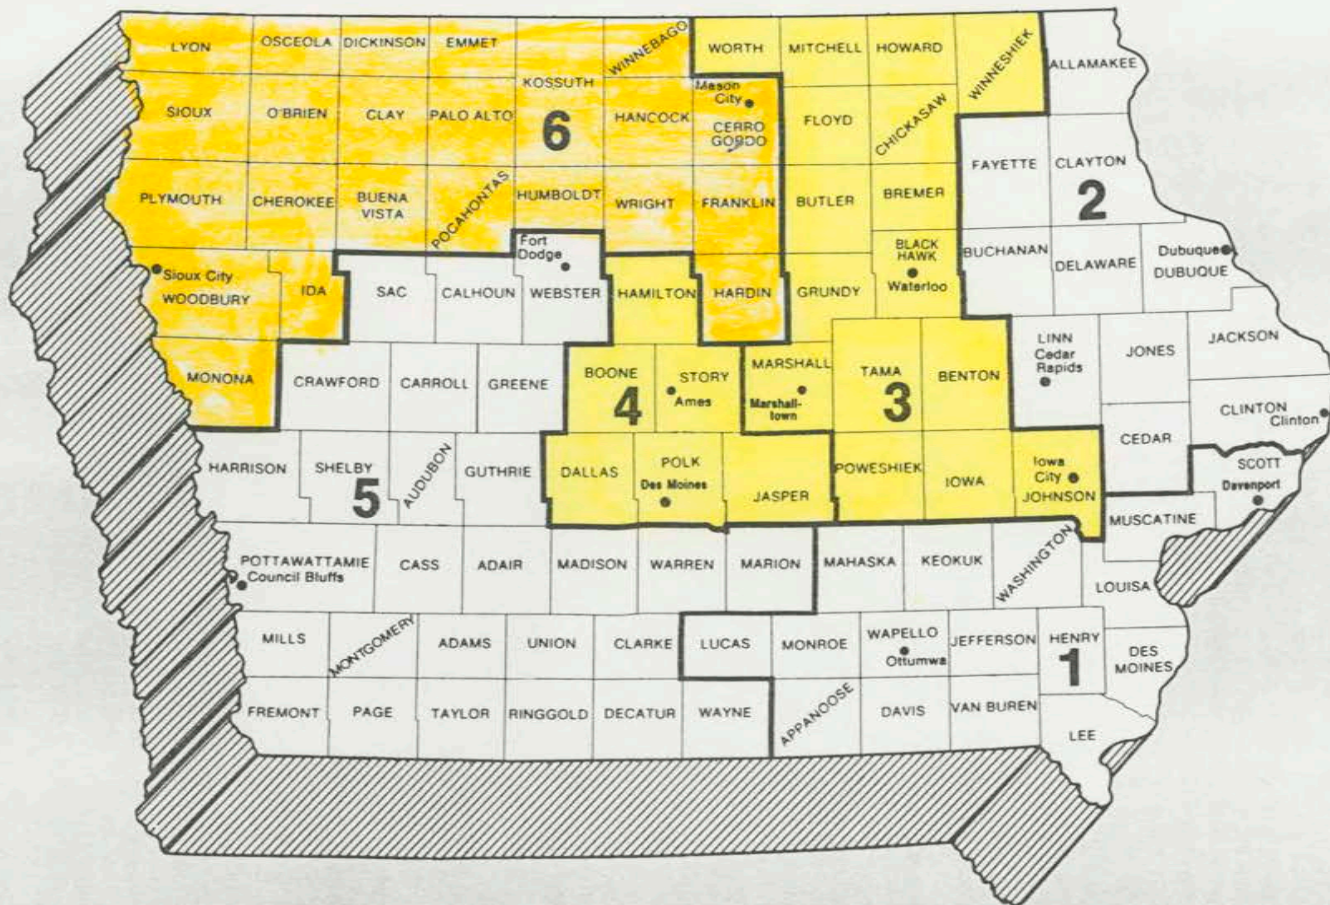 LYON
OSCEOLA
DICKINSON
EMMET
KOSSUTH
WINNEBAGO
WORTH
MITCHELL
HOWARD
WINNESHIEK
ALLAMAKEE
SIOUX
O'BRIEN
CLAY
PALO ALTO
6
HANCOCK
Mason
City
CERRO
GORDO
FLOYD
CHICKASAW
FAYETTE
CLAYTON
2
PLYMOUTH
CHEROKEE
BUENA
VISTA
POCAHONTAS
HUMBOLDT
WRIGHT
FRANKLIN
BUTLER
BREMER
Sioux City
WOODBURY
IDA
SAC
CALHOUN
Fort
Dodge
WEBSTER
HAMILTON
HARDIN
GRUNDY
BLACK
HAWK
Waterloo
BUCHANAN
DELAWARE
Dubuque
DUBUQUE
MONONA
CRAWFORD
CARROLL
GREENE
BOONE
4
STORY
Ames
MARSHALL
Marshall-
town
TAMA
3
BENTON
LINN
Cedar
Rapids
JONES
JACKSON
CLINTON
Clinton
HARRISON
SHELBY
5
AUDUBON
GUTHRIE
DALLAS
POLK
Des Moines
JASPER
POWESHIEK
IOWA
Iowa
City
JOHNSON
CEDAR
SCOTT
Davenport
MUSCATINE
POTTAWATTAMIE
Council Bluffs
CASS
ADAIR
MADISON
WARREN
MARION
MAHASKA
KEOKUK
WASHINGTON
LOUISA
MILLS
MONTGOMERY
ADAMS
UNION
CLARKE
LUCAS
MONROE
WAPELLO
Ottumwa
JEFFERSON
HENRY
1
DES
MOINES
FREMONT
PAGE
TAYLOR
RINGGOLD
DECATUR
WAYNE
APPANOOSE
DAVIS
VAN BUREN
LEE